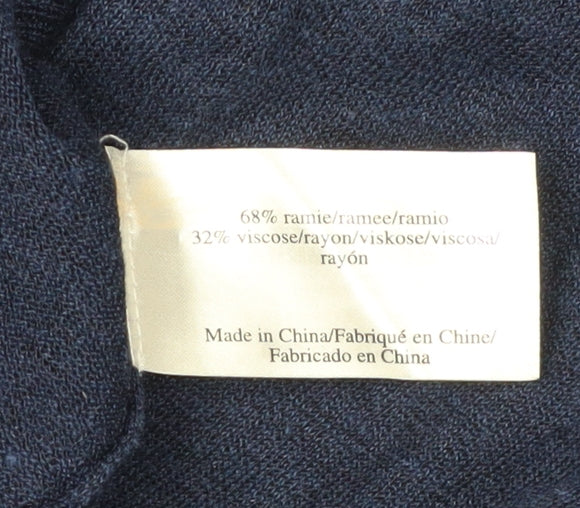 68% ramie/ramee/ramio
32% viscose/rayon/viskose/viscosa/
rayón
Made in China/Fabriqué en Chine/
Fabricado en China